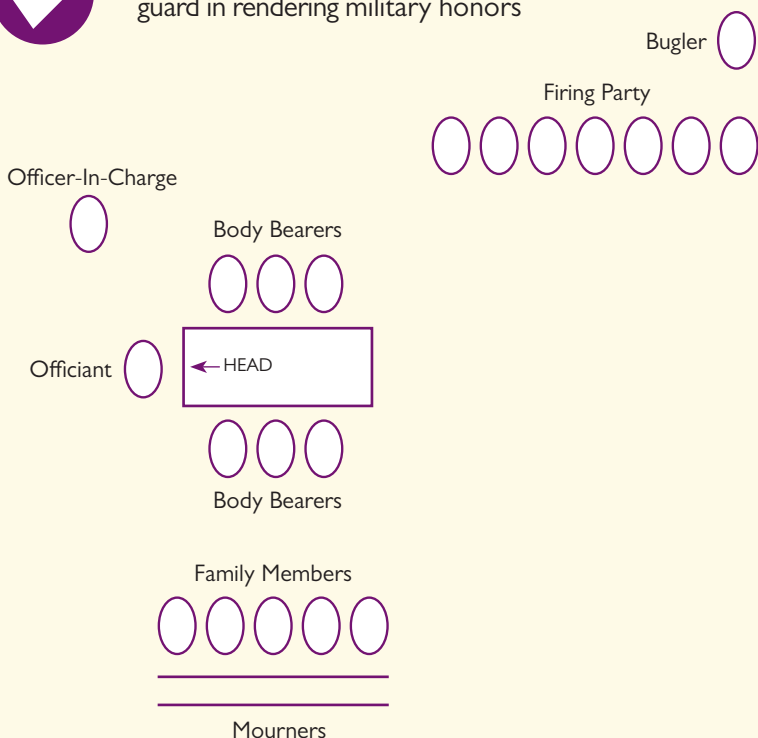 guard in rendering military honors
Bugler
Firing Party
Officer-In-Charge
Body Bearers
Officiant
HEAD
Body Bearers
Family Members
Mourners